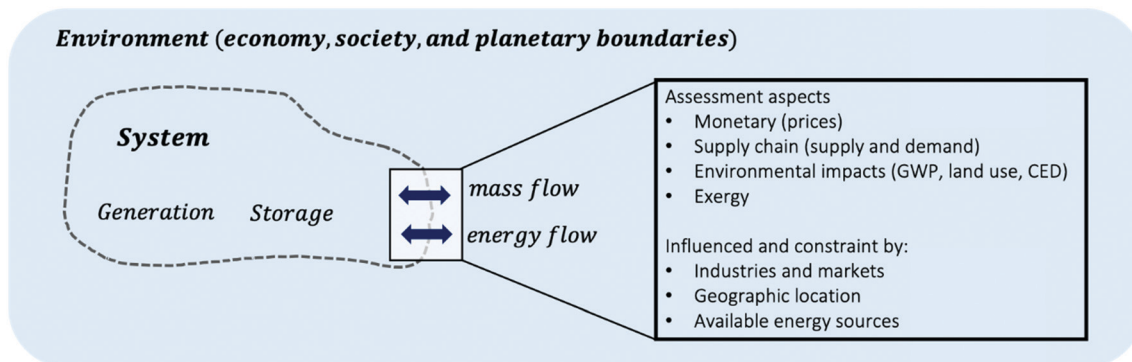 Environment (economy, society, and planetary boundaries)
System
Generation Storage
mass flow
energy flow
Assessment aspects
• Monetary (prices)
• Supply chain (supply and demand)
• Environmental impacts (GWP, land use, CED)
• Exergy
Influenced and constraint by:
• Industries and markets
• Geographic location
• Available energy sources